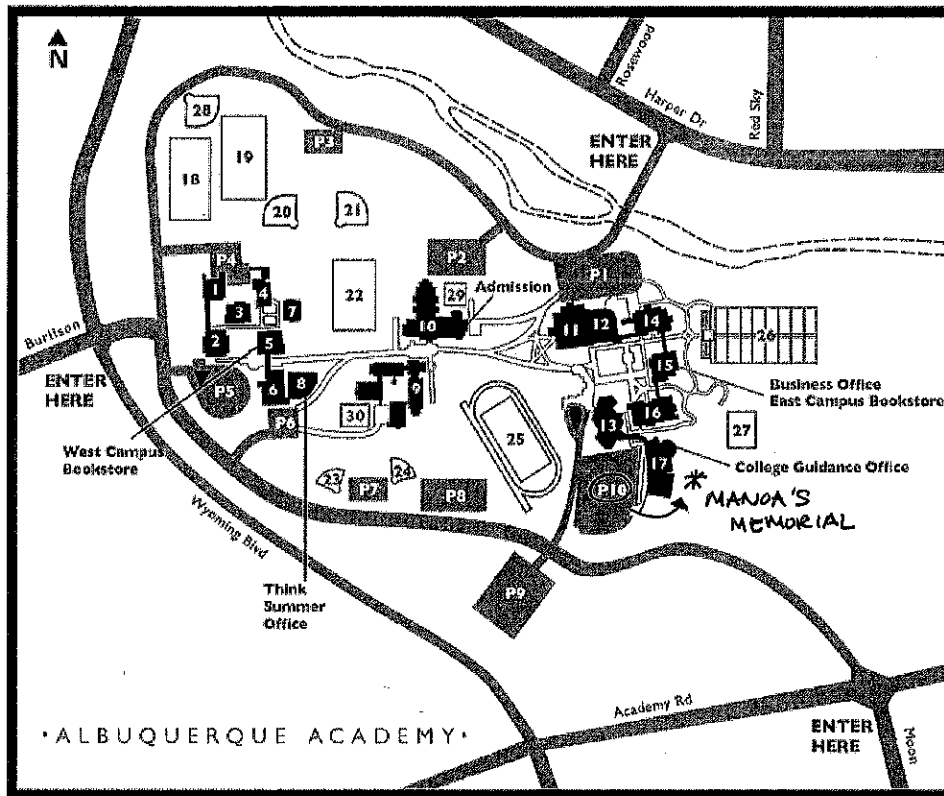 N
Rosewood
Harper Dr
Red Sky
ENTER
HERE
28
19
18
P3
20
21
P2
P1
P4
1
4
3
7
22
29
Admission
10
11
12
14
26
Burlison
2
5
15
ENTER
HERE
P5
6
8
9
Business Office
East Campus Bookstore
P6
30
25
13
16
27
West Campus
Bookstore
17
College Guidance Office
23
P7
24
P8
P10
* MANOA'S
MEMORIAL
Wyoming Blvd
P9
Think
Summer
Office
Academy Rd
ENTER
HERE
Moon
· ALBUQUERQUE ACADEMY ·